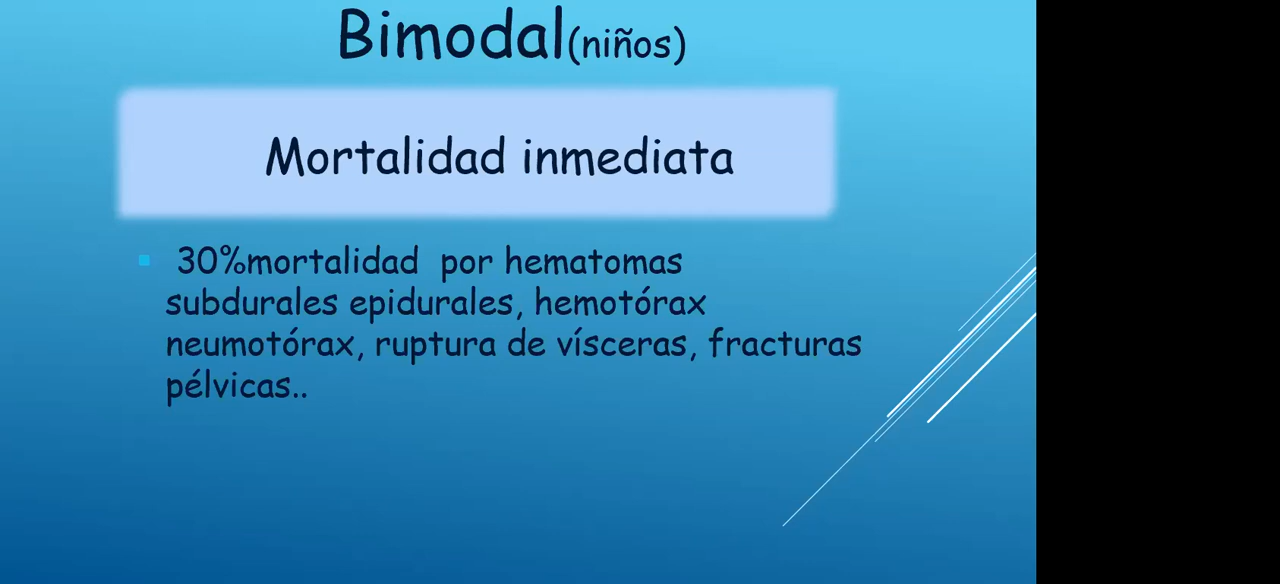 Bimodal(niños)
Mortalidad inmediata
30%mortalidad por hematomas
subdurales epidurales, hemotórax
neumotórax, ruptura de vísceras, fracturas
pélvicas..